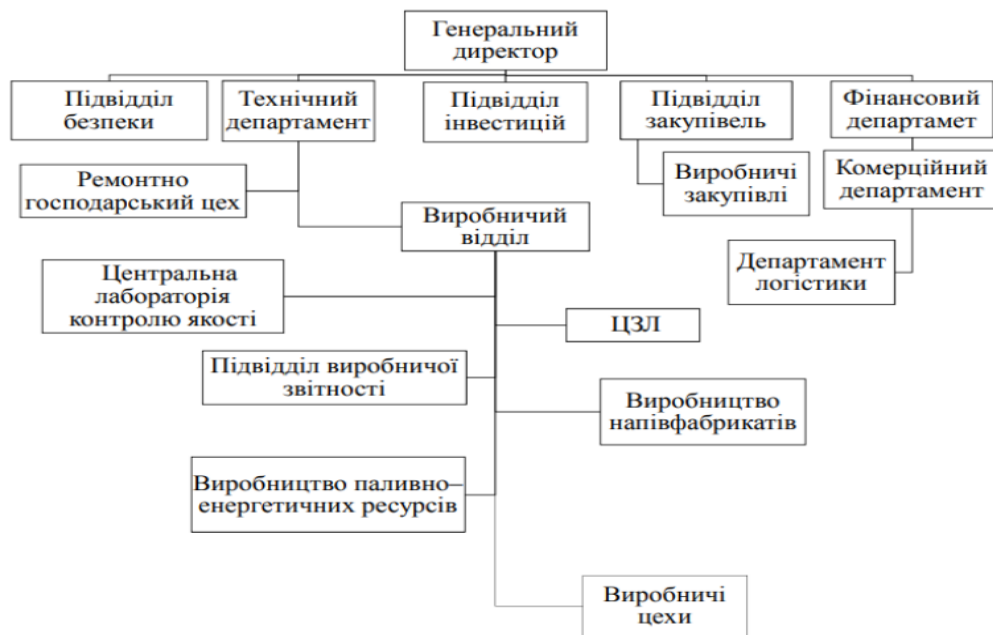 Генеральний
директор
Підвідділ
безпеки
Технічний
департамент
Підвідділ
інвестицій
Підвідділ
закупівель
Фінансовий
департамет
Ремонтно
господарський цех
Виробничі
закупівлі
Комерційний
департамент
Виробничий
відділ
Департамент
логістики
Центральна
лабораторія
контролю якості
ЦЗЛ
Підвідділ виробничої
звітності
Виробництво
напівфабрикатів
Виробництво паливно–
енергетичних ресурсів
Виробничі
цехи